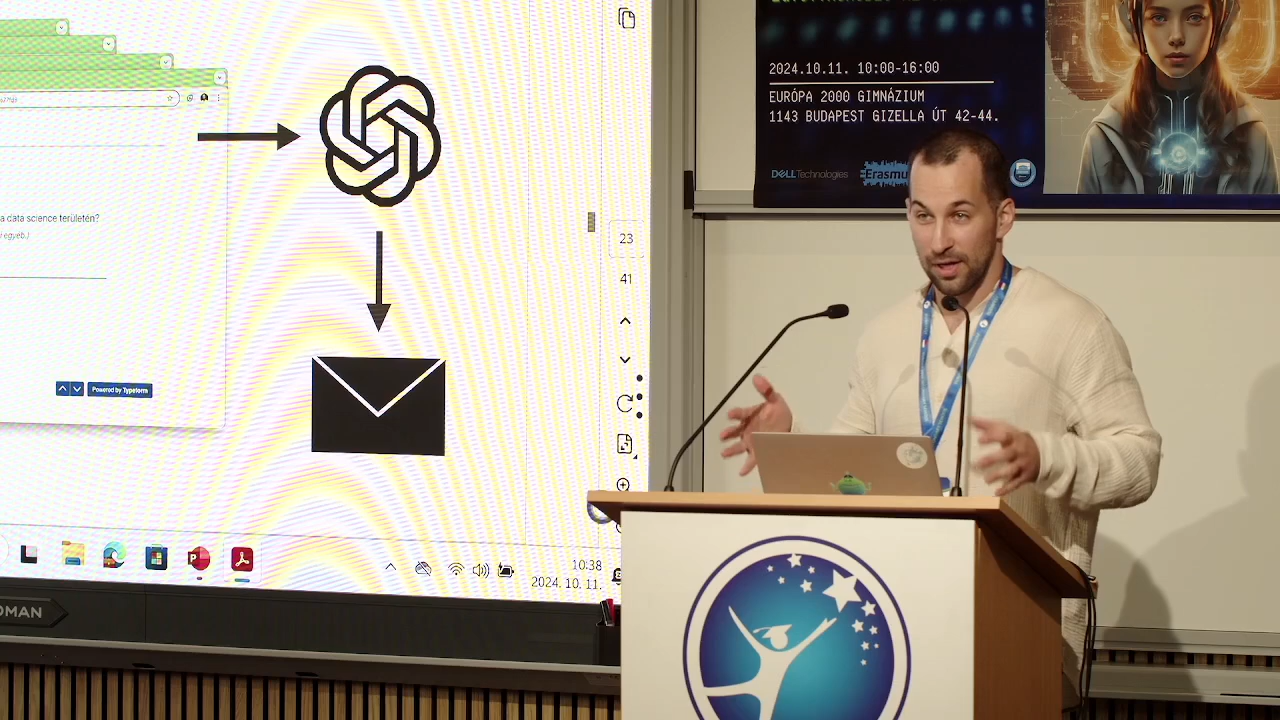 a data science területén?
egyéb.)
Powered by Typeform
23
41
10:38
2024. 10. 11.
OMAN
2024.10.11. 10:00-16:00
EURÓPA 2000 GIMNÁZIUM
1143 BUDAPEST GIZELLA ÚT 42-44.
DELL Technologies